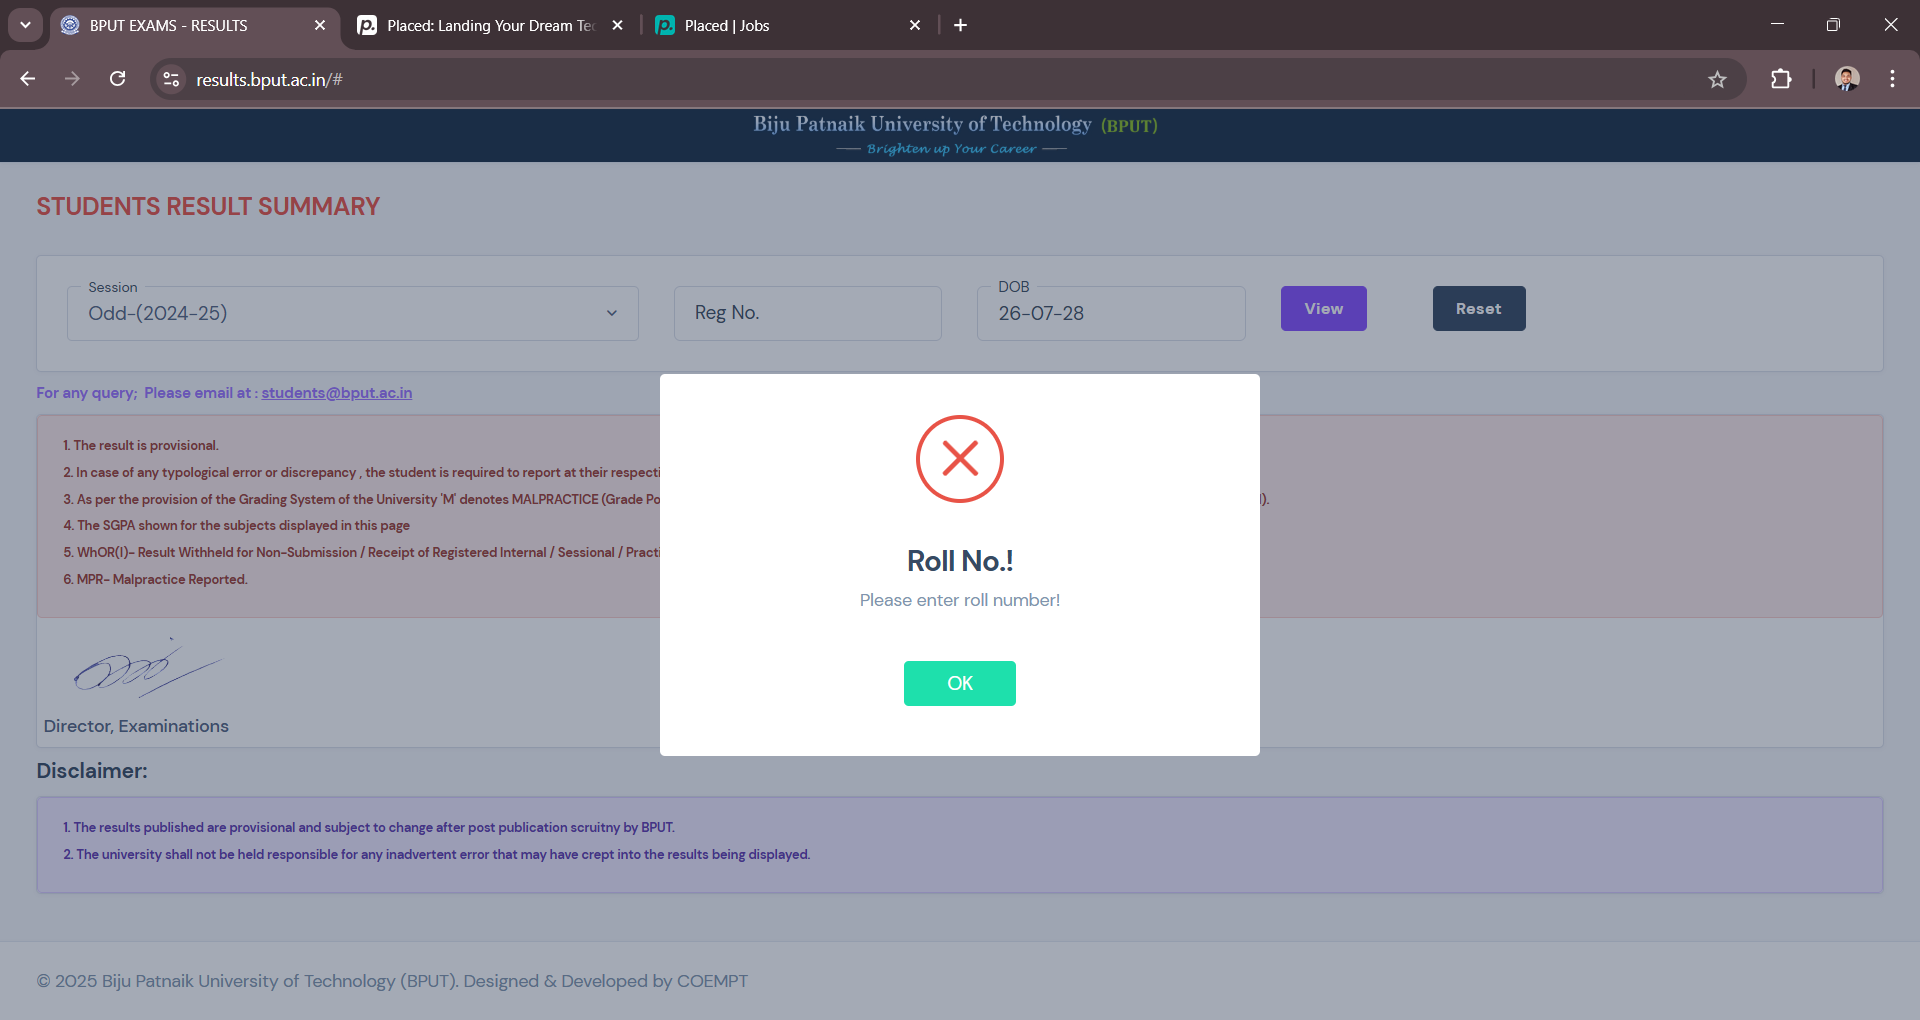 BPUT EXAMS - RESULTS
Placed: Landing Your Dream Tec
Placed | Jobs
results.bput.ac.in/#
Biju Patnaik University of Technology (BPUT)
Brighten up Your Career
STUDENTS RESULT SUMMARY
Session
Odd-(2024-25)
Reg No.
DOB
26-07-28
View
Reset
For any query; Please email at : students@bput.ac.in
1. The result is provisional.
2. In case of any typological error or discrepancy , the student is required to report at their respecti
3. As per the provision of the Grading System of the University 'M' denotes MALPRACTICE (Grade Po
).
4. The SGPA shown for the subjects displayed in this page
5. WhOR(I)- Result Withheld for Non-Submission / Receipt of Registered Internal / Sessional / Practi
6. MPR- Malpractice Reported.
Roll No.!
Please enter roll number!
OK
Director, Examinations
Disclaimer:
1. The results published are provisional and subject to change after post publication scruitny by BPUT.
2. The university shall not be held responsible for any inadvertent error that may have crept into the results being displayed.
© 2025 Biju Patnaik University of Technology (BPUT). Designed & Developed by COEMPT